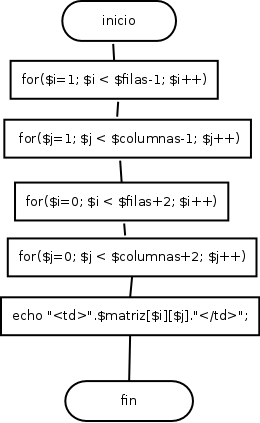 inicio
for($i=1; $i < $filas-1; $i++)
for($j=1; $j < $columnas-1; $j++)
for($i=0; $i < $filas+2; $i++)
for($j=0; $j < $columnas+2; $j++)
echo "<td>".$matriz[$i][$j]."</td>";
fin